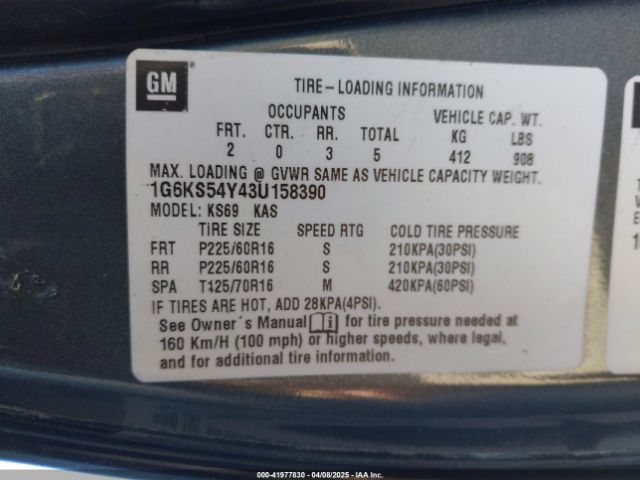 GM ®
TIRE-LOADING INFORMATION
OCCUPANTS VEHICLE CAP. WT.
FRT. CTR. RR. TOTAL KG LBS
2 0 3 5 412 908
MAX. LOADING @ GVWR SAME AS VEHICLE CAPACITY WEIGHT.
1G6KS54Y43U158390
MODEL: KS69 KAS
TIRE SIZE SPEED RTG COLD TIRE PRESSURE
FRT P225/60R16 S 210KPA(30PSI)
RR P225/60R16 S 210KPA(30PSI)
SPA T125/70R16 M 420KPA(60PSI)
IF TIRES ARE HOT, ADD 28KPA(4PSI).
See Owner's Manual i for tire pressure needed at
160 Km/H (100 mph) or higher speeds, where legal,
and for additional tire information.
000-41977830 - 04/08/2025 - IAA Inc.